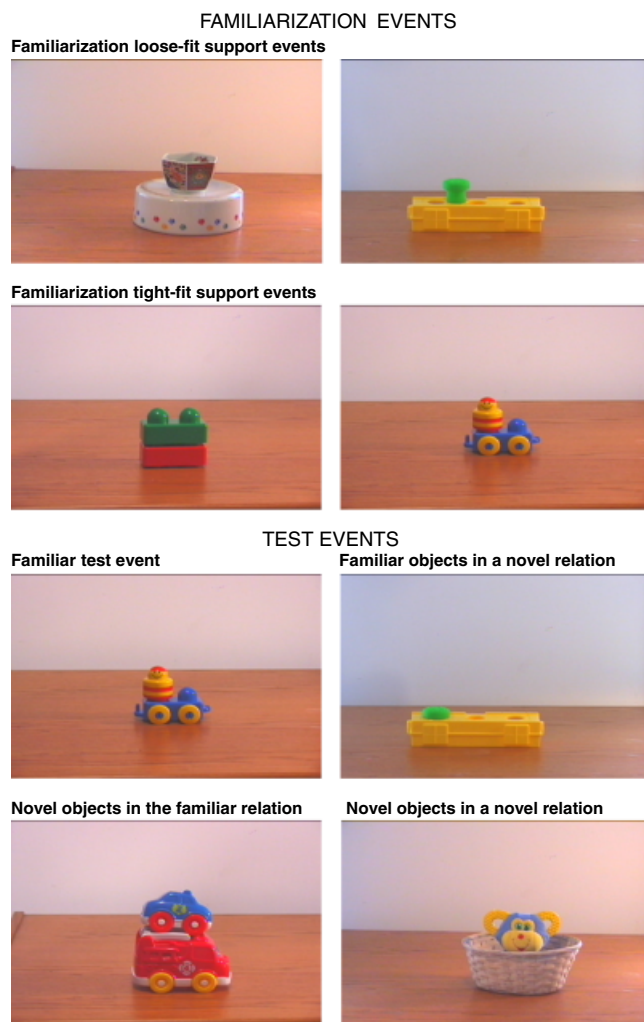 FAMILIARIZATION EVENTS
Familiarization loose-fit support events
Familiarization tight-fit support events
TEST EVENTS
Familiar test event
Familiar objects in a novel relation
Novel objects in the familiar relation
Novel objects in a novel relation